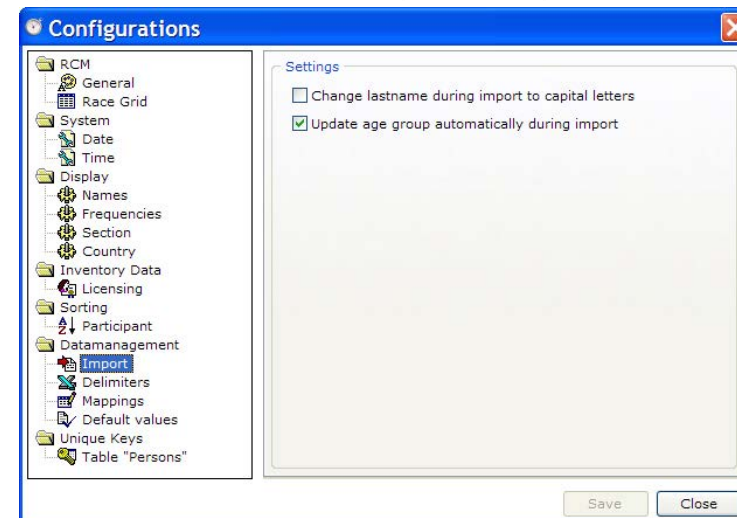 Configurations
RCM
General
Race Grid
System
Date
Time
Display
Names
Frequencies
Section
Country
Inventory Data
Licensing
Sorting
Participant
Datamanagement
Import
Delimiters
Mappings
Default values
Unique Keys
Table "Persons"
Settings
Change lastname during import to capital letters
Update age group automatically during import
Save
Close